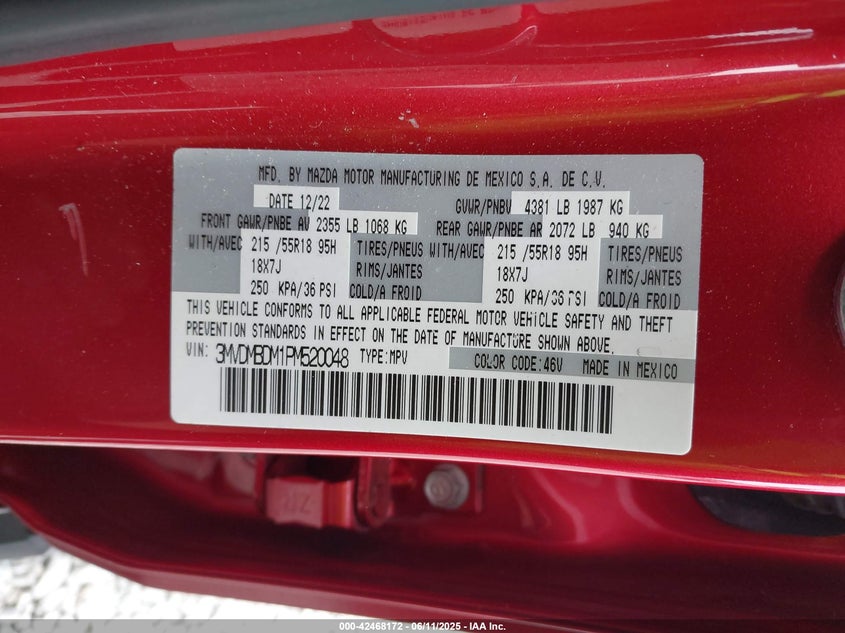 MFD. BY MAZDA MOTOR MANUFACTURING DE MEXICO S.A. DE C.V.
DATE 12/22 GVWR/PNBV 4381 LB 1987 KG
FRONT GAWR/PNBE AV 2355 LB 1068 KG REAR GAWR/PNBE AR 2072 LB 940 KG
WITH/AVEC 215 /55R18 95H TIRES/PNEUS WITH/AVEC 215 /55R18 95H TIRES/PNEUS
18X7J RIMS/JANTES 18X7J RIMS/JANTES
250 KPA/36 PSI COLD/A FROID 250 KPA/36 PSI COLD/A FROID
THIS VEHICLE CONFORMS TO ALL APPLICABLE FEDERAL MOTOR VEHICLE SAFETY AND THEFT
PREVENTION STANDARDS IN EFFECT ON THE DATE OF MANUFACTURE SHOWN ABOVE.
VIN: 3MVDMBDM1PM520048 TYPE:MPV COLOR CODE:46V MADE IN MEXICO
000-42468172 - 06/11/2025 - IAA Inc.